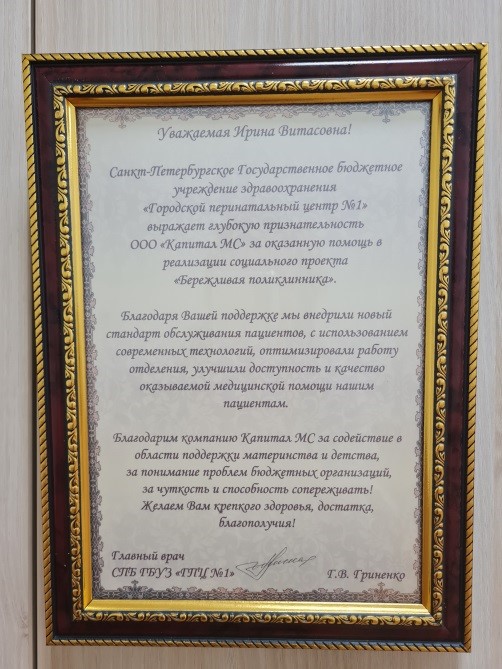 Уважаемая Ирина Витасовна!
Санкт-Петербургское Государственное бюджетное
учреждение здравоохранения
«Городской перинатальный центр №1»
выражает глубокую признательность
ООО «Капитал МС» за оказанную помощь в
реализации социального проекта
«Бережливая поликлинника».
Благодаря Вашей поддержке мы внедрили новый
стандарт обслуживания пациентов, с использованием
современных технологий, оптимизировали работу
отделения, улучшили доступность и качество
оказываемой медицинской помощи нашим
пациентам.
Благодарим компанию Капитал МС за содействие в
области поддержки материнства и детства,
за понимание проблем бюджетных организаций,
за чуткость и способность сопереживать!
Желаем Вам крепкого здоровья, достатка,
благополучия!
Главный врач
СПБ ГБУЗ «ГПЦ №1» Г.В. Гриненко